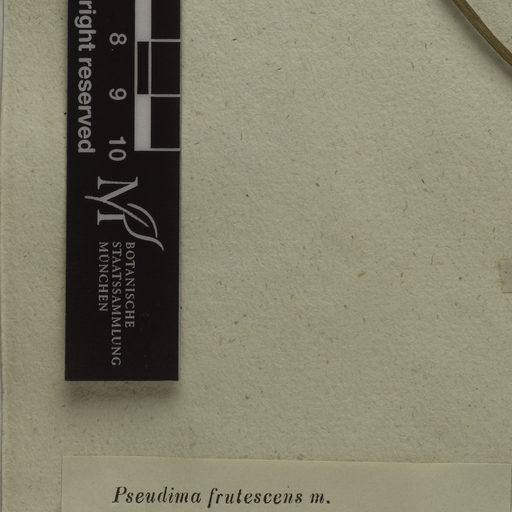 right reserved
8
9
10
M
BOTANISCHE
STAATSSAMMLUNG
MÜNCHEN
Pseudima frutescens m.